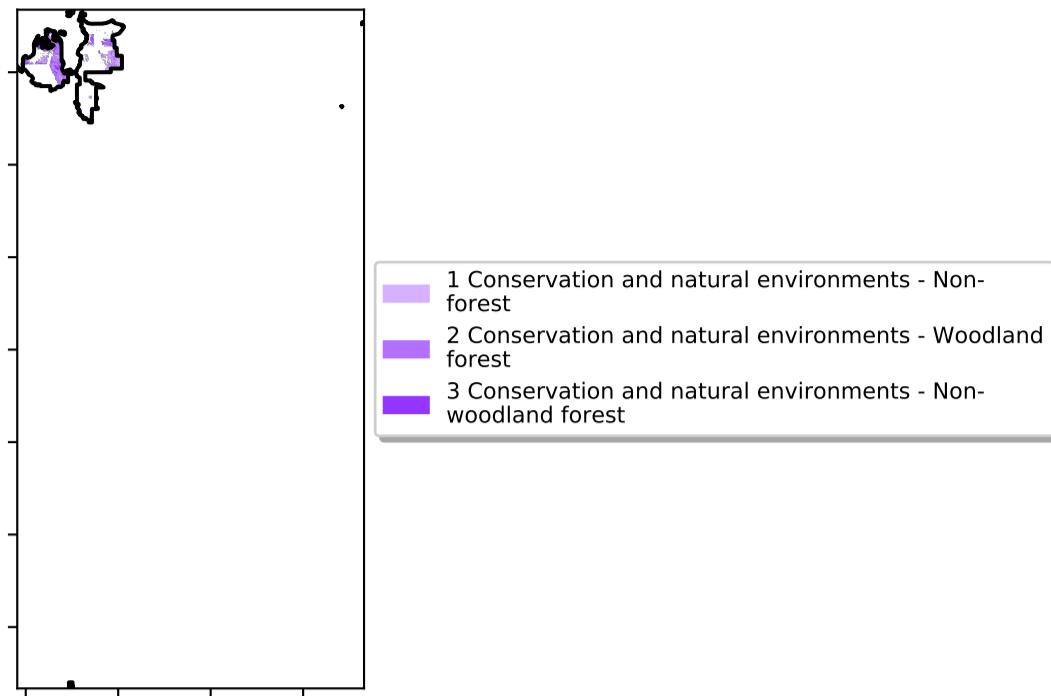 1 Conservation and natural environments - Non-
forest
2 Conservation and natural environments - Woodland
forest
3 Conservation and natural environments - Non-
woodland forest